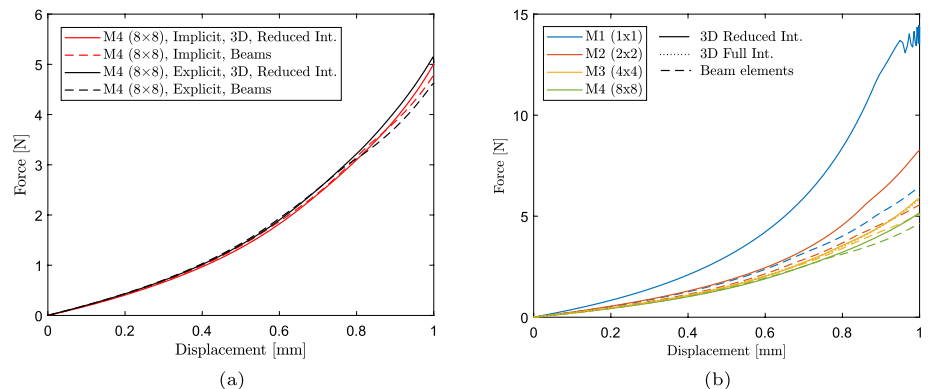 M4 (8×8), Implicit, 3D, Reduced Int.
M4 (8×8), Implicit, Beams
M4 (8×8), Explicit, 3D, Reduced Int.
M4 (8×8), Explicit, Beams
6
5
4
3
2
1
0
0
0.2
0.4
0.6
0.8
1
Force [N]
Displacement [mm]
(a)
M1 (1x1)
M2 (2x2)
M3 (4x4)
M4 (8x8)
3D Reduced Int.
3D Full Int.
Beam elements
15
10
5
0
0
0.2
0.4
0.6
0.8
1
Force [N]
Displacement [mm]
(b)